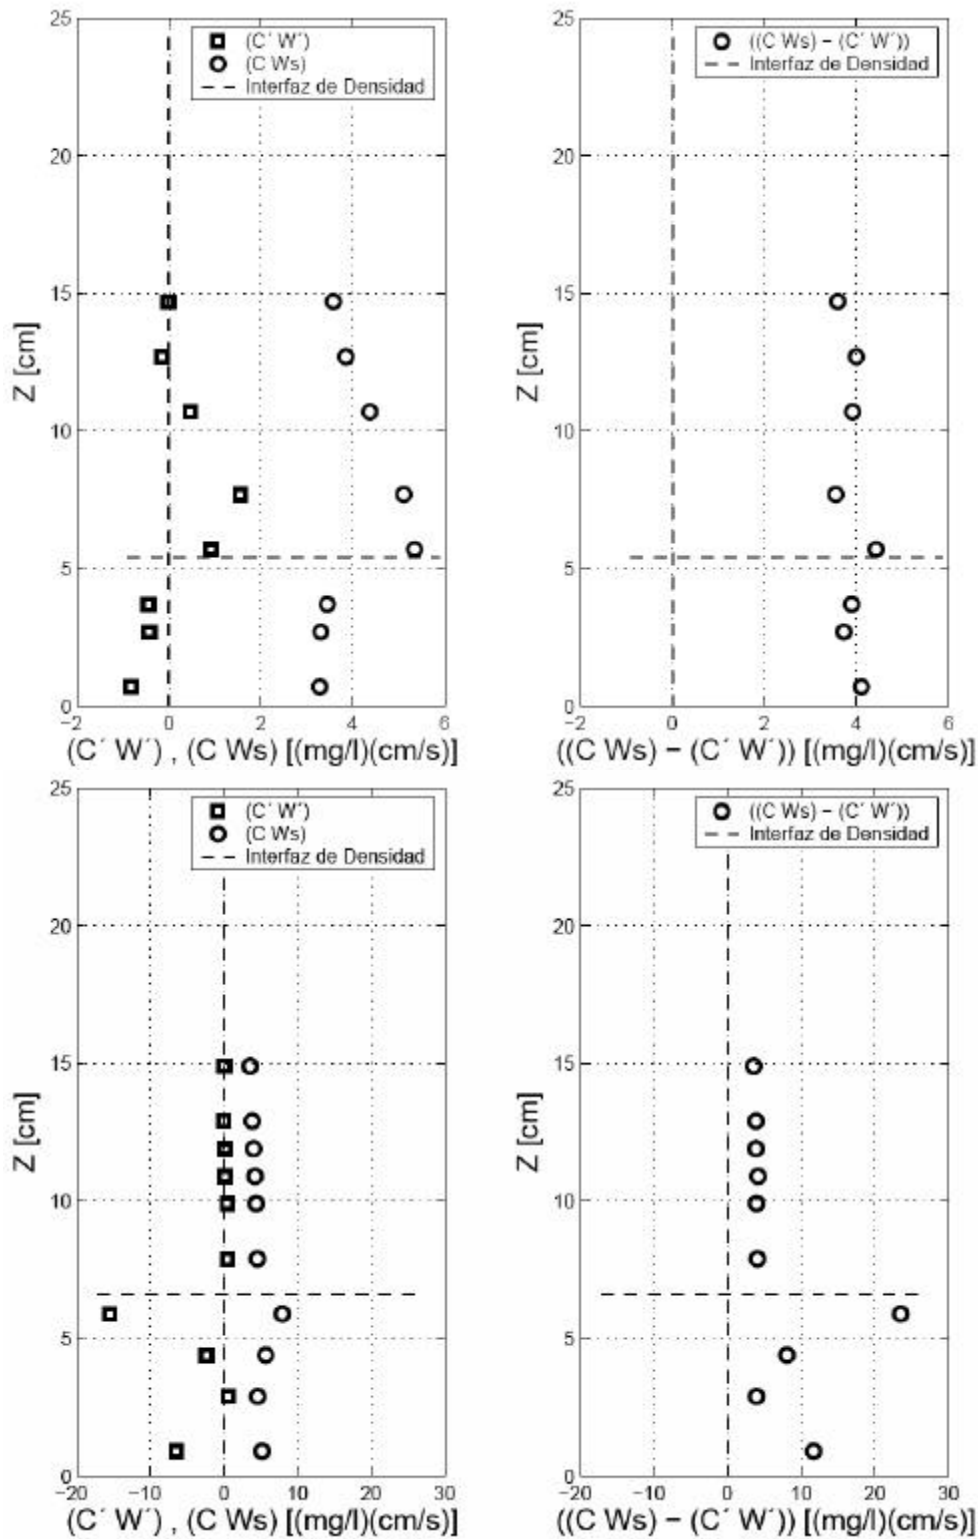 25
20
15
10
5
0
Z [cm]
(C´ W´)
(C Ws)
Interfaz de Densidad
−2 0 2 4 6
(C´ W´) , (C Ws) [(mg/l)(cm/s)]
25
20
15
10
5
0
Z [cm]
((C Ws) − (C´ W´))
Interfaz de Densidad
−2 0 2 4 6
((C Ws) − (C´ W´)) [(mg/l)(cm/s)]
25
20
15
10
5
0
Z [cm]
(C´ W´)
(C Ws)
Interfaz de Densidad
−20 −10 0 10 20 30
(C´ W´) , (C Ws) [(mg/l)(cm/s)]
25
20
15
10
5
0
Z [cm]
((C Ws) − (C´ W´))
Interfaz de Densidad
−20 −10 0 10 20 30
((C Ws) − (C´ W´)) [(mg/l)(cm/s)]